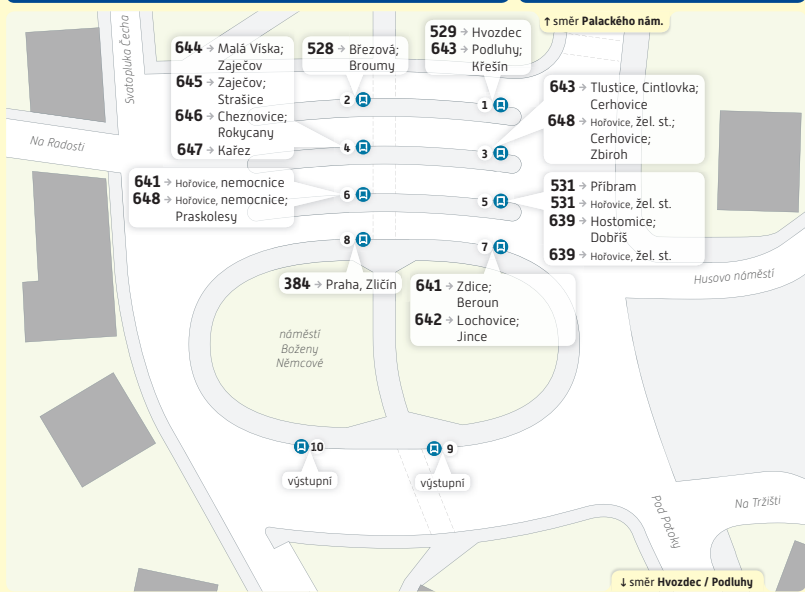 ↑ směr Palackého nám.
Svatopluka Čecha
Na Radosti
529 → Hvozdec
643 → Podluhy;
Křešín
1
528 → Březová;
Broumy
2
644 → Malá Víska;
Zaječov
645 → Zaječov;
Strašice
646 → Cheznovice;
Rokycany
647 → Kařez
4
643 → Tlustice, Cintlovka;
Cerhovice
648 → Hořovice, žel. st.;
Cerhovice;
Zbiroh
3
641 → Hořovice, nemocnice
648 → Hořovice, nemocnice;
Praskolesy
6
531 → Příbram
531 → Hořovice, žel. st.
639 → Hostomice;
Dobříš
639 → Hořovice, žel. st.
5
8
384 → Praha, Zličín
7
641 → Zdice;
Beroun
642 → Lochovice;
Jince
Husovo náměstí
náměstí
Boženy
Němcové
10
výstupní
9
výstupní
Pod Potoky
Na Tržišti
↓ směr Hvozdec / Podluhy